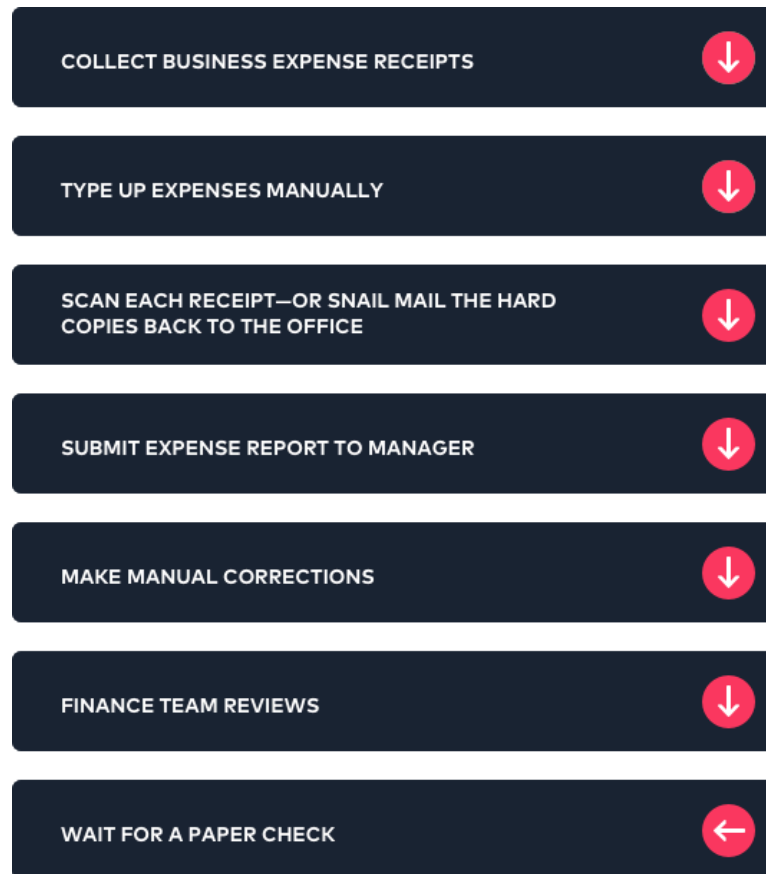 COLLECT BUSINESS EXPENSE RECEIPTS
TYPE UP EXPENSES MANUALLY
SCAN EACH RECEIPT—OR SNAIL MAIL THE HARD
COPIES BACK TO THE OFFICE
SUBMIT EXPENSE REPORT TO MANAGER
MAKE MANUAL CORRECTIONS
FINANCE TEAM REVIEWS
WAIT FOR A PAPER CHECK